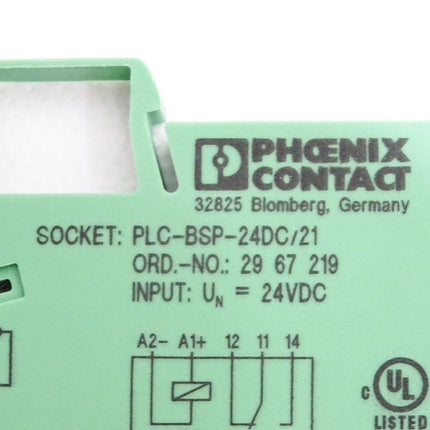 PHŒNIX
CONTACT
32825 Blomberg, Germany
SOCKET: PLC-BSP-24DC/21
ORD.-NO.: 29 67 219
INPUT: UN = 24VDC
A2- A1+ 12 11 14
C UL
LISTED